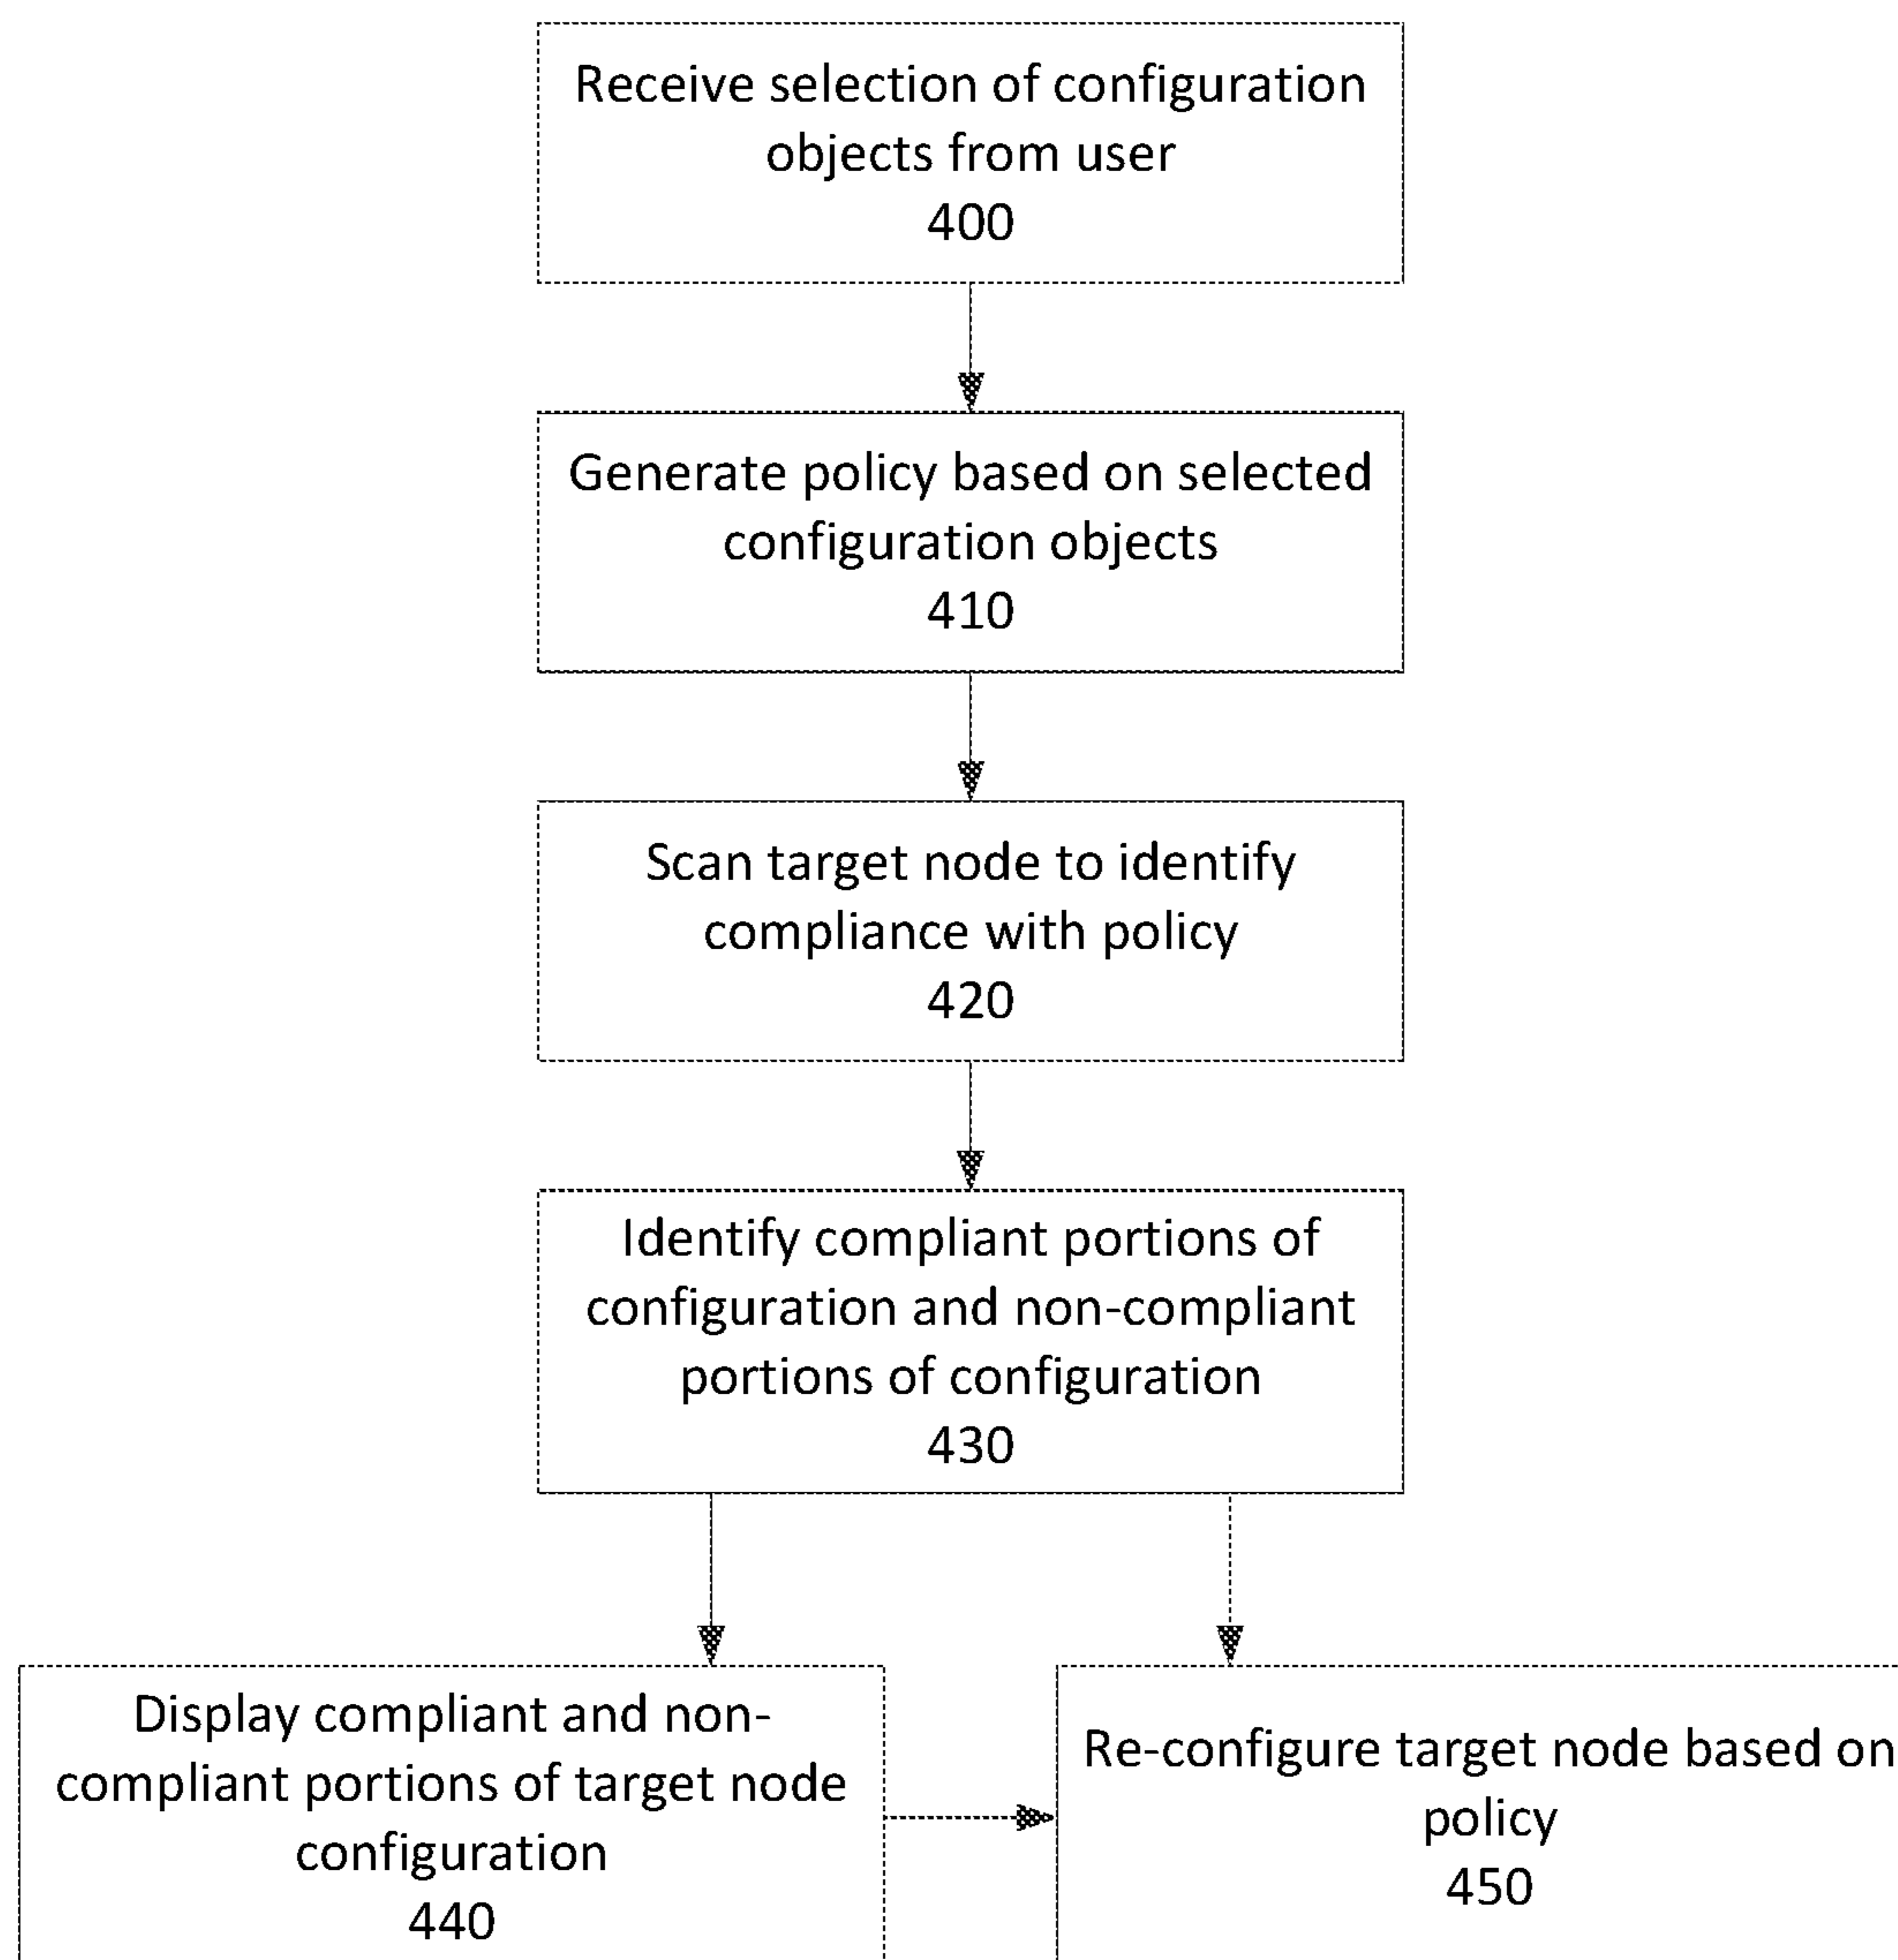 Receive selection of configuration
objects from user
400
Generate policy based on selected
configuration objects
410
Scan target node to identify
compliance with policy
420
Identify compliant portions of
configuration and non-compliant
portions of configuration
430
Display compliant and non-
compliant portions of target node
configuration
440
Re-configure target node based on
policy
450